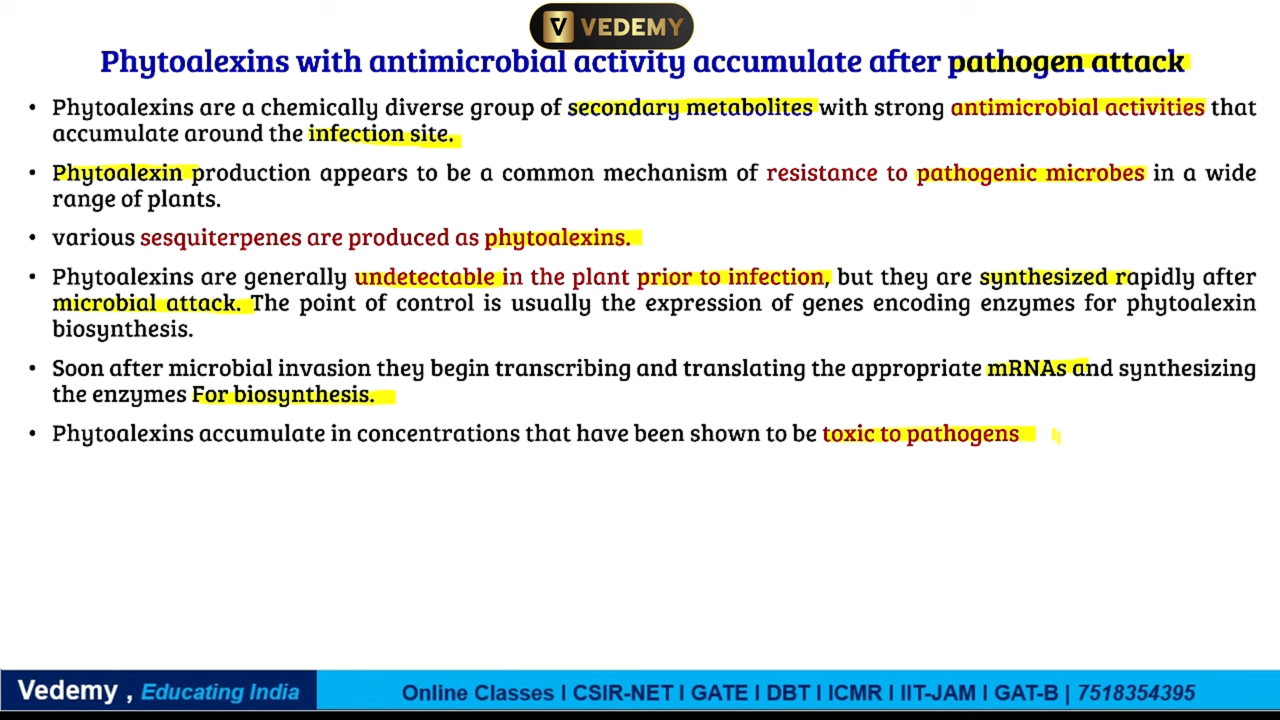 VEDEMY
Phytoalexins with antimicrobial activity accumulate after pathogen attack
• Phytoalexins are a chemically diverse group of secondary metabolites with strong antimicrobial activities that
accumulate around the infection site.
• Phytoalexin production appears to be a common mechanism of resistance to pathogenic microbes in a wide
range of plants.
• various sesquiterpenes are produced as phytoalexins.
• Phytoalexins are generally undetectable in the plant prior to infection, but they are synthesized rapidly after
microbial attack. The point of control is usually the expression of genes encoding enzymes for phytoalexin
biosynthesis.
• Soon after microbial invasion they begin transcribing and translating the appropriate mRNAs and synthesizing
the enzymes For biosynthesis.
• Phytoalexins accumulate in concentrations that have been shown to be toxic to pathogens
Vedemy , Educating India
Online Classes I CSIR-NET I GATE I DBT I ICMR I IIT-JAM I GAT-B | 7518354395